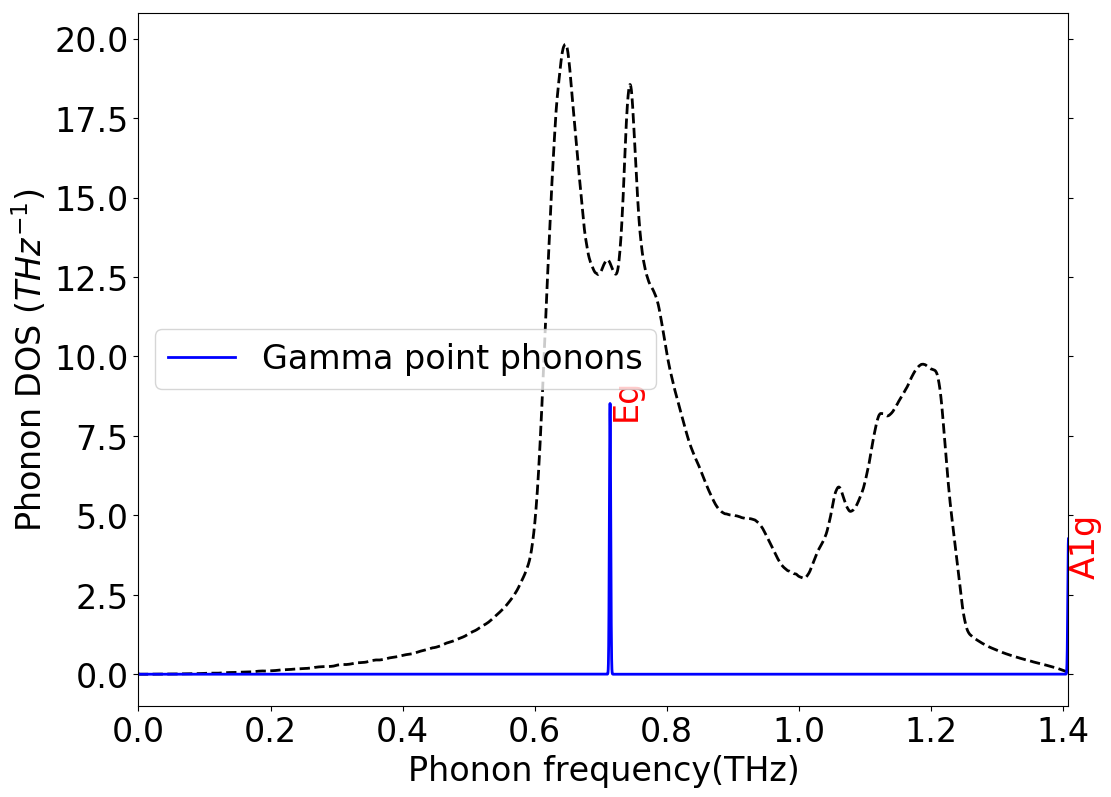 20.0
17.5
15.0
12.5
10.0
7.5
5.0
2.5
0.0
Phonon DOS (THz⁻¹)
Gamma point phonons
Eg
A1g
0.0 0.2 0.4 0.6 0.8 1.0 1.2 1.4
Phonon frequency(THz)